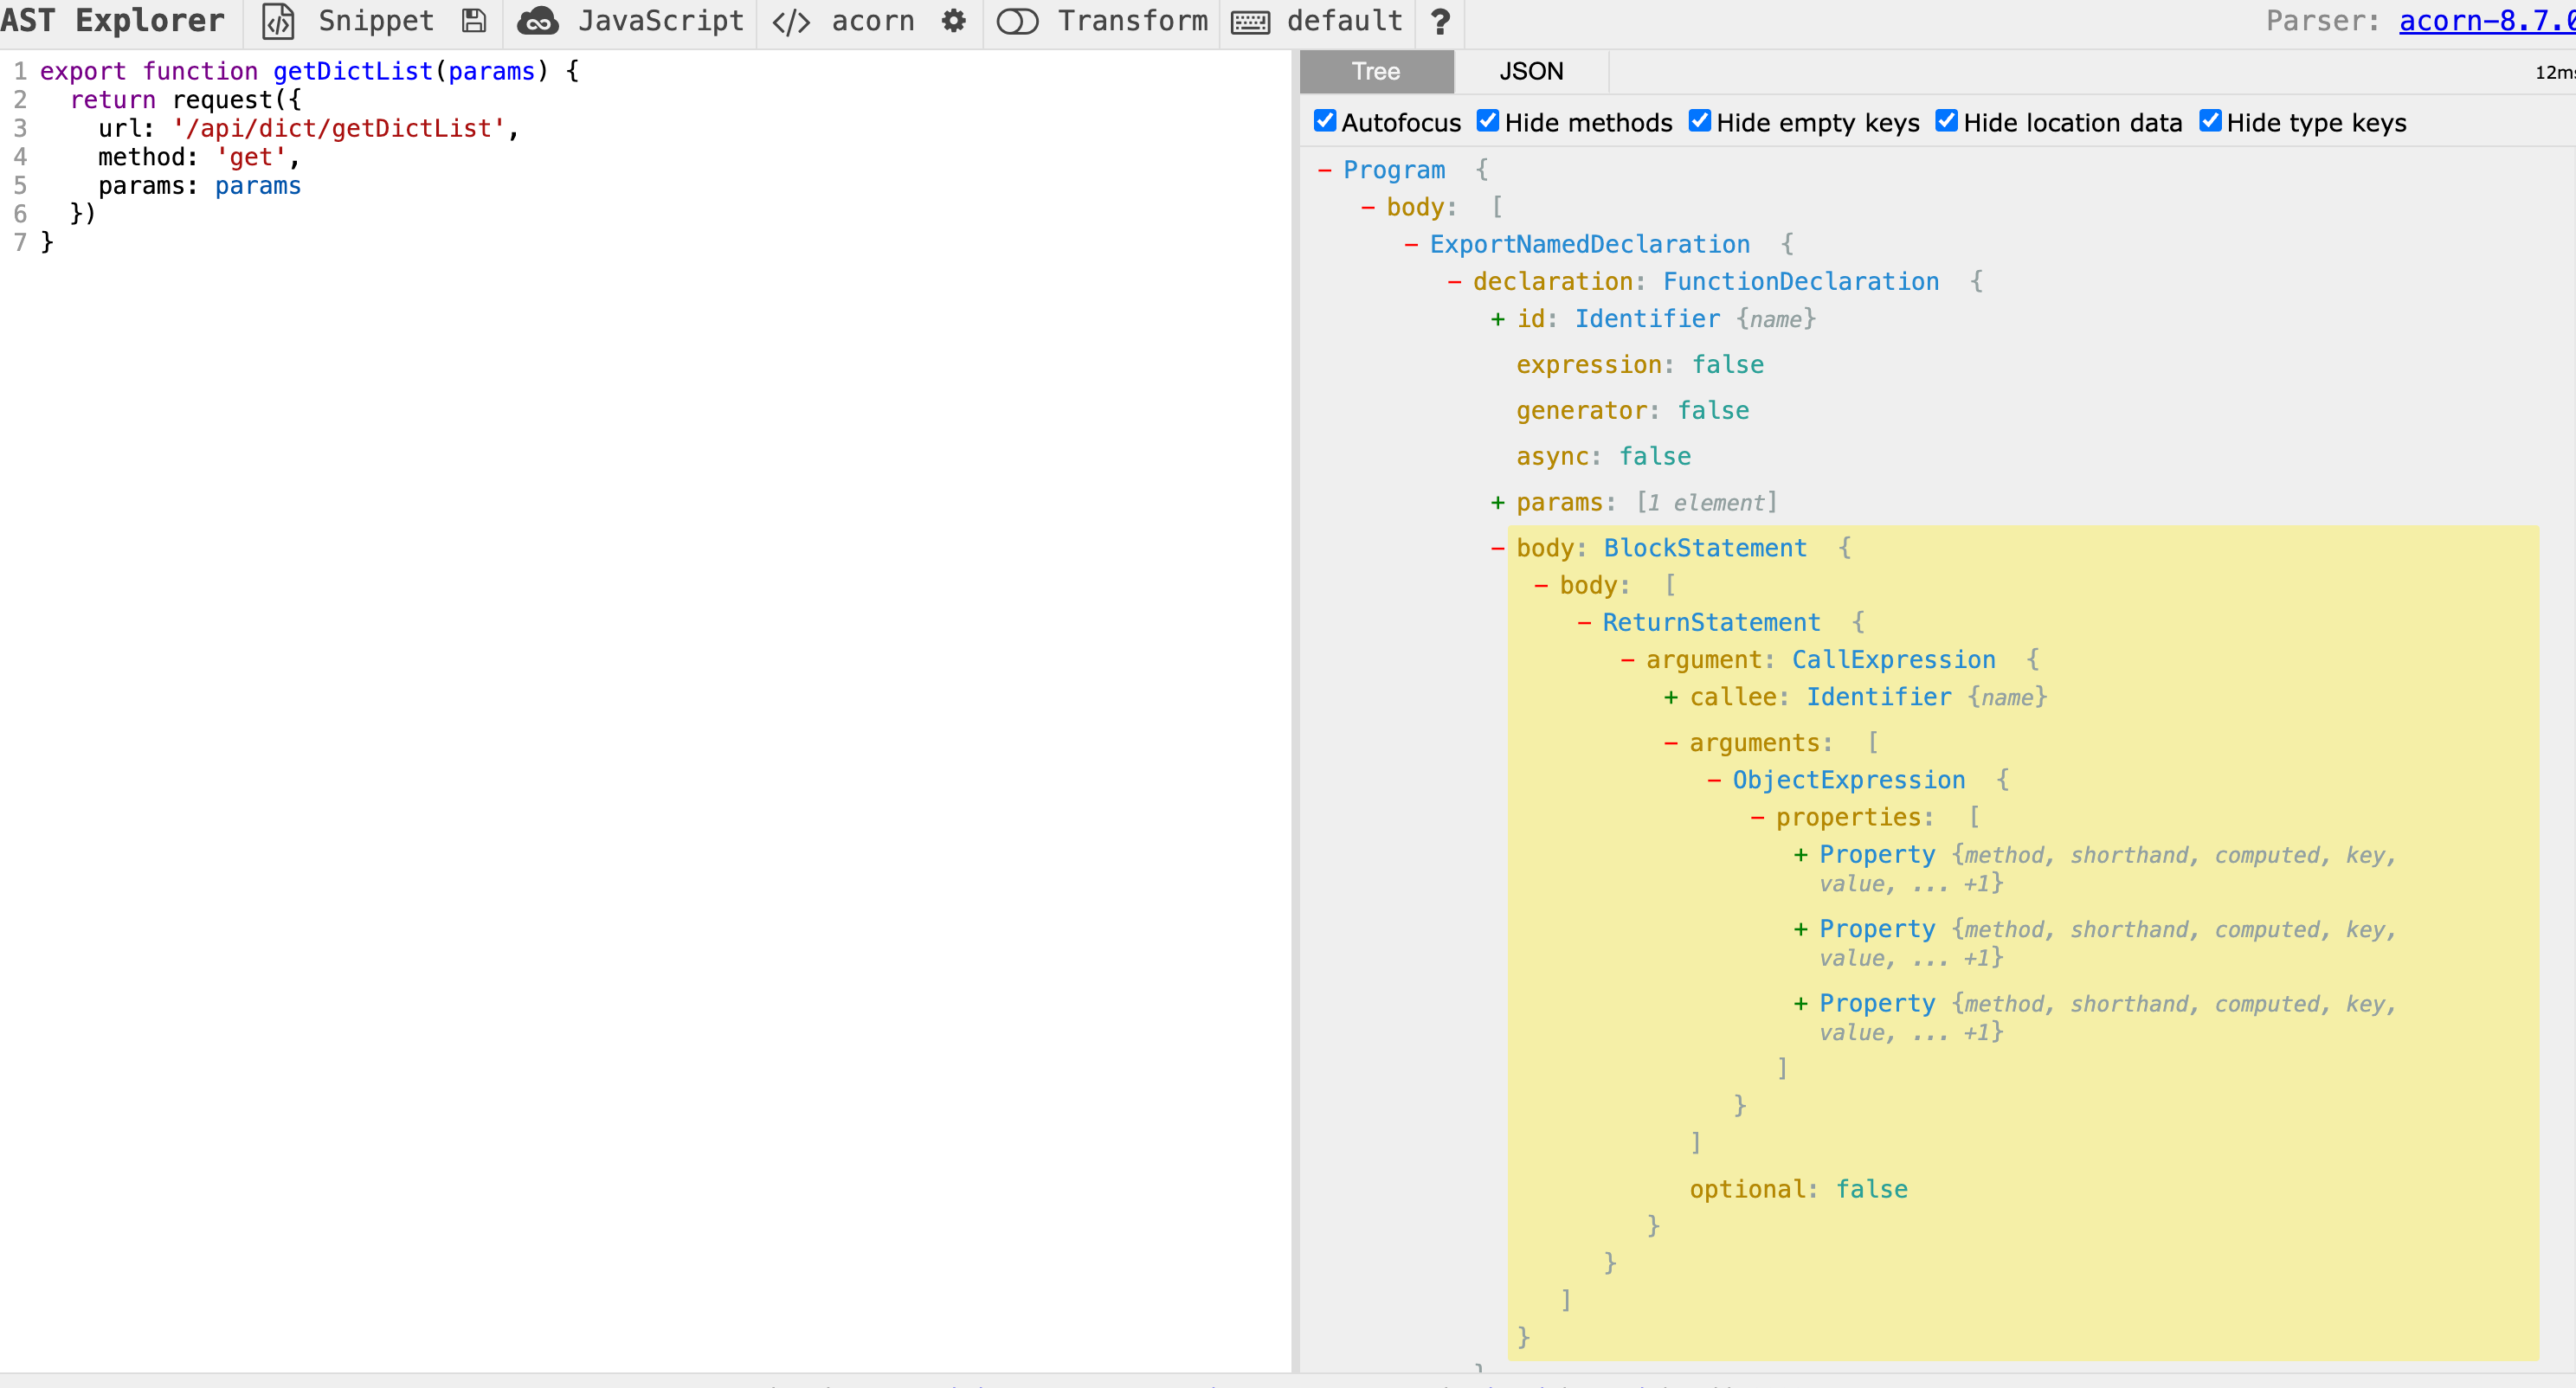 AST Explorer Snippet JavaScript </> acorn Transform default ? Parser: acorn-8.7.0
1 export function getDictList(params) {
2   return request({
3     url: '/api/dict/getDictList',
4     method: 'get',
5     params: params
6   })
7 }
Tree JSON 12ms
Autofocus Hide methods Hide empty keys Hide location data Hide type keys
- Program {
- body: [
- ExportNamedDeclaration {
- declaration: FunctionDeclaration {
+ id: Identifier {name}
expression: false
generator: false
async: false
+ params: [1 element]
- body: BlockStatement {
- body: [
- ReturnStatement {
- argument: CallExpression {
+ callee: Identifier {name}
- arguments: [
- ObjectExpression {
- properties: [
+ Property {method, shorthand, computed, key,
value, ... +1}
+ Property {method, shorthand, computed, key,
value, ... +1}
+ Property {method, shorthand, computed, key,
value, ... +1}
]
}
]
optional: false
}
}
]
}